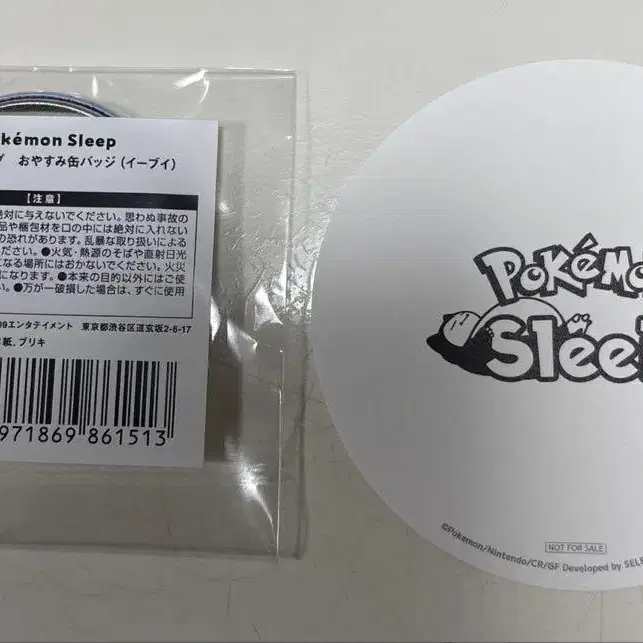 kémon Sleep
おやすみ缶バッジ（イーブイ）
【注意】
対に与えないでください。思わぬ事故の
品や梱包材を口の中には絶対に入れない
の恐れがあります。乱暴な取り扱いによる
ださい。●火気・熱源のそばや直射日光
になる場所にはおかないでください。火災
になります。●本来の目的以外にはご使
い。●万が一破損した場合は、すぐに使用
09エンタテイメント 東京都渋谷区道玄坂2-6-17
紙、ブリキ
971869 861513
POKéMO
Sleep
NOT FOR SALE
©Pokémon/Nintendo/CR/GF Developed by SELE